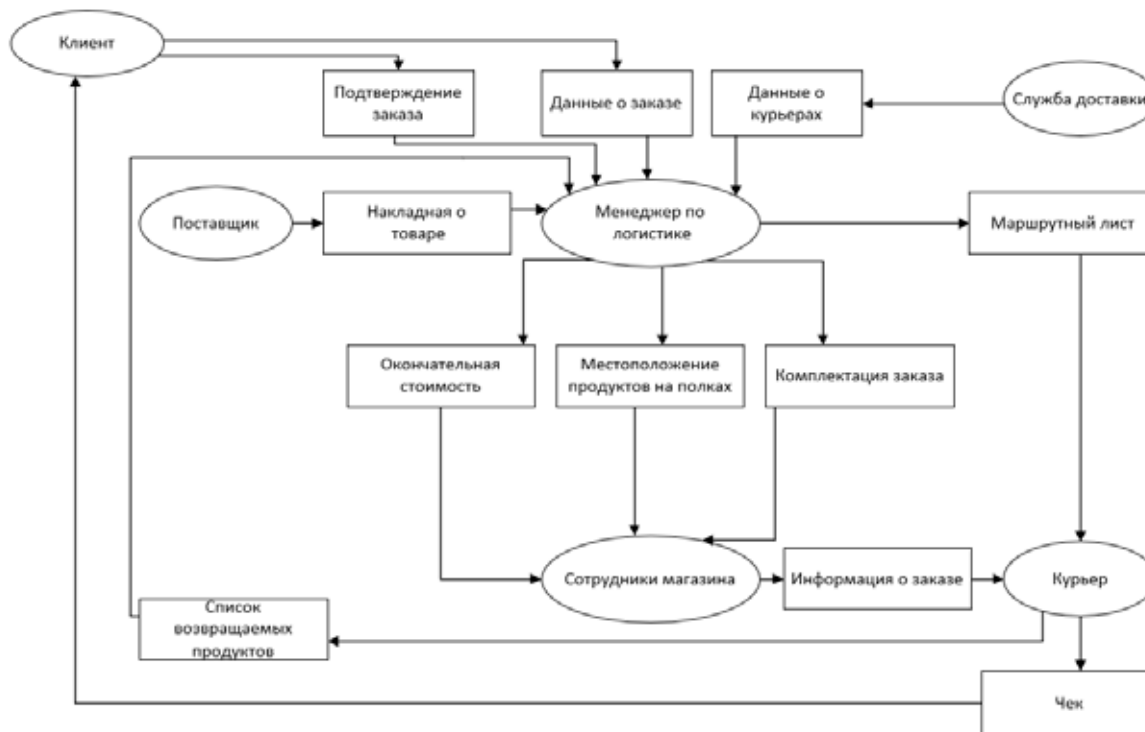 Клиент
Подтверждение
заказа
Данные о заказе
Данные о
курьерах
Служба доставки
Поставщик
Накладная о
товаре
Менеджер по
логистике
Маршрутный лист
Окончательная
стоимость
Местоположение
продуктов на полках
Комплектация заказа
Сотрудники магазина
Информация о заказе
Курьер
Список
возвращаемых
продуктов
Чек